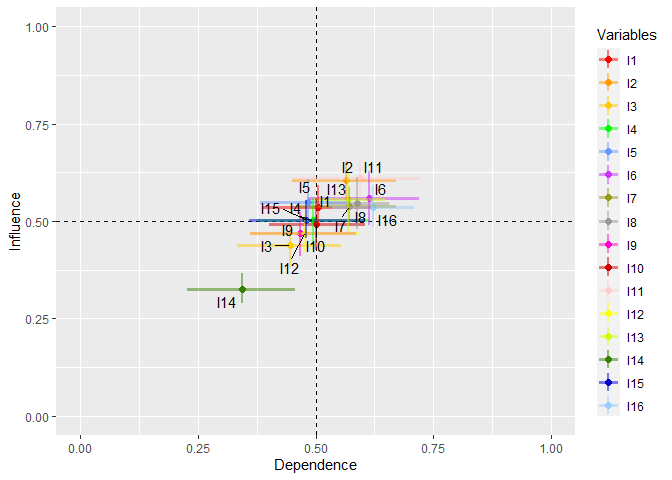 1.00
0.75
0.50
0.25
0.00
Influence
I2 I11
I5 I13 I6
I15 I4 I1
I7 I8 I16
I9
I3 I10
I12
I14
0.00 0.25 0.50 0.75 1.00
Dependence
Variables
I1
I2
I3
I4
I5
I6
I7
I8
I9
I10
I11
I12
I13
I14
I15
I16